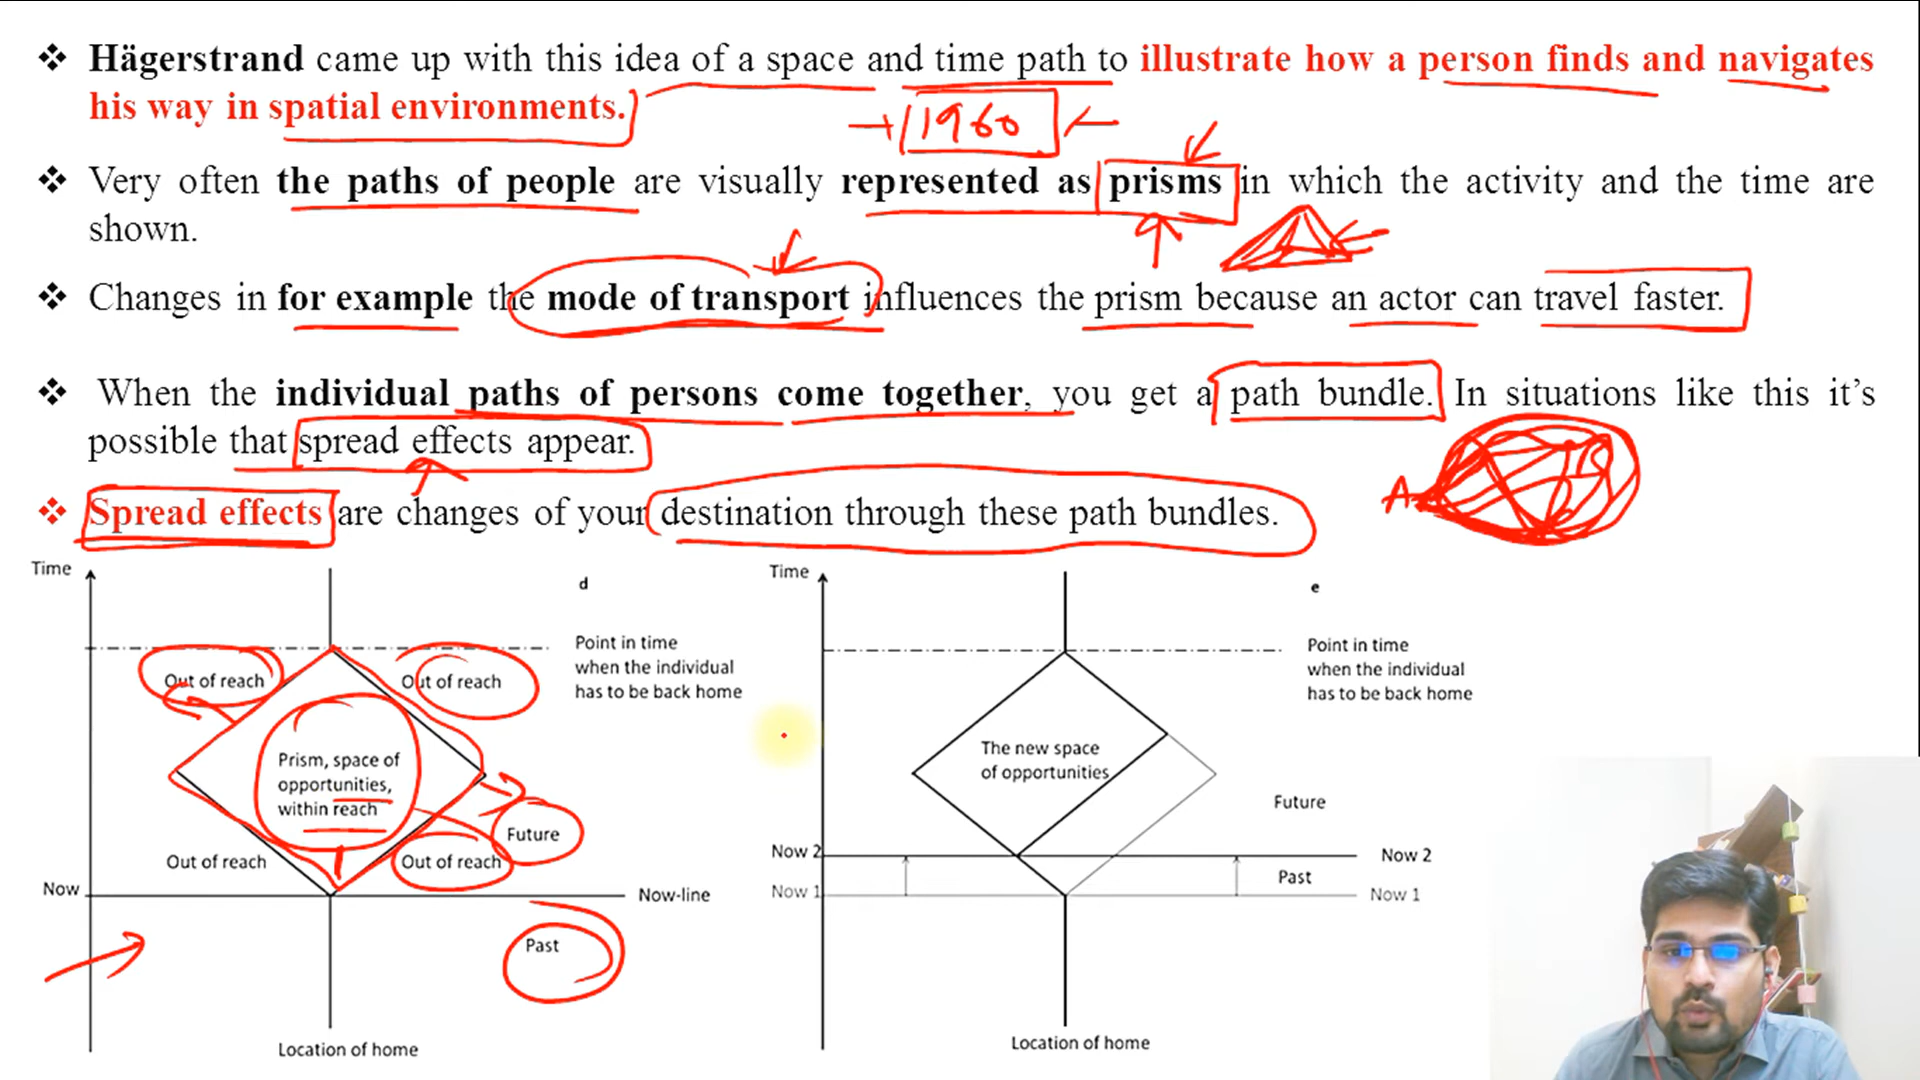 ❖ Hägerstrand came up with this idea of a space and time path to illustrate how a person finds and navigates
his way in spatial environments.
1960
❖ Very often the paths of people are visually represented as prisms in which the activity and the time are
shown.
❖ Changes in for example the mode of transport influences the prism because an actor can travel faster.
❖ When the individual paths of persons come together, you get a path bundle. In situations like this it’s
possible that spread effects appear.
A
❖ Spread effects are changes of your destination through these path bundles.
Time
d
Point in time
when the individual
has to be back home
Out of reach
Out of reach
Prism, space of
opportunities,
within reach
Future
Out of reach
Out of reach
Now
Now-line
Past
Location of home
Time
e
Point in time
when the individual
has to be back home
The new space
of opportunities
Future
Now 2
Now 2
Past
Now 1
Now 1
Location of home